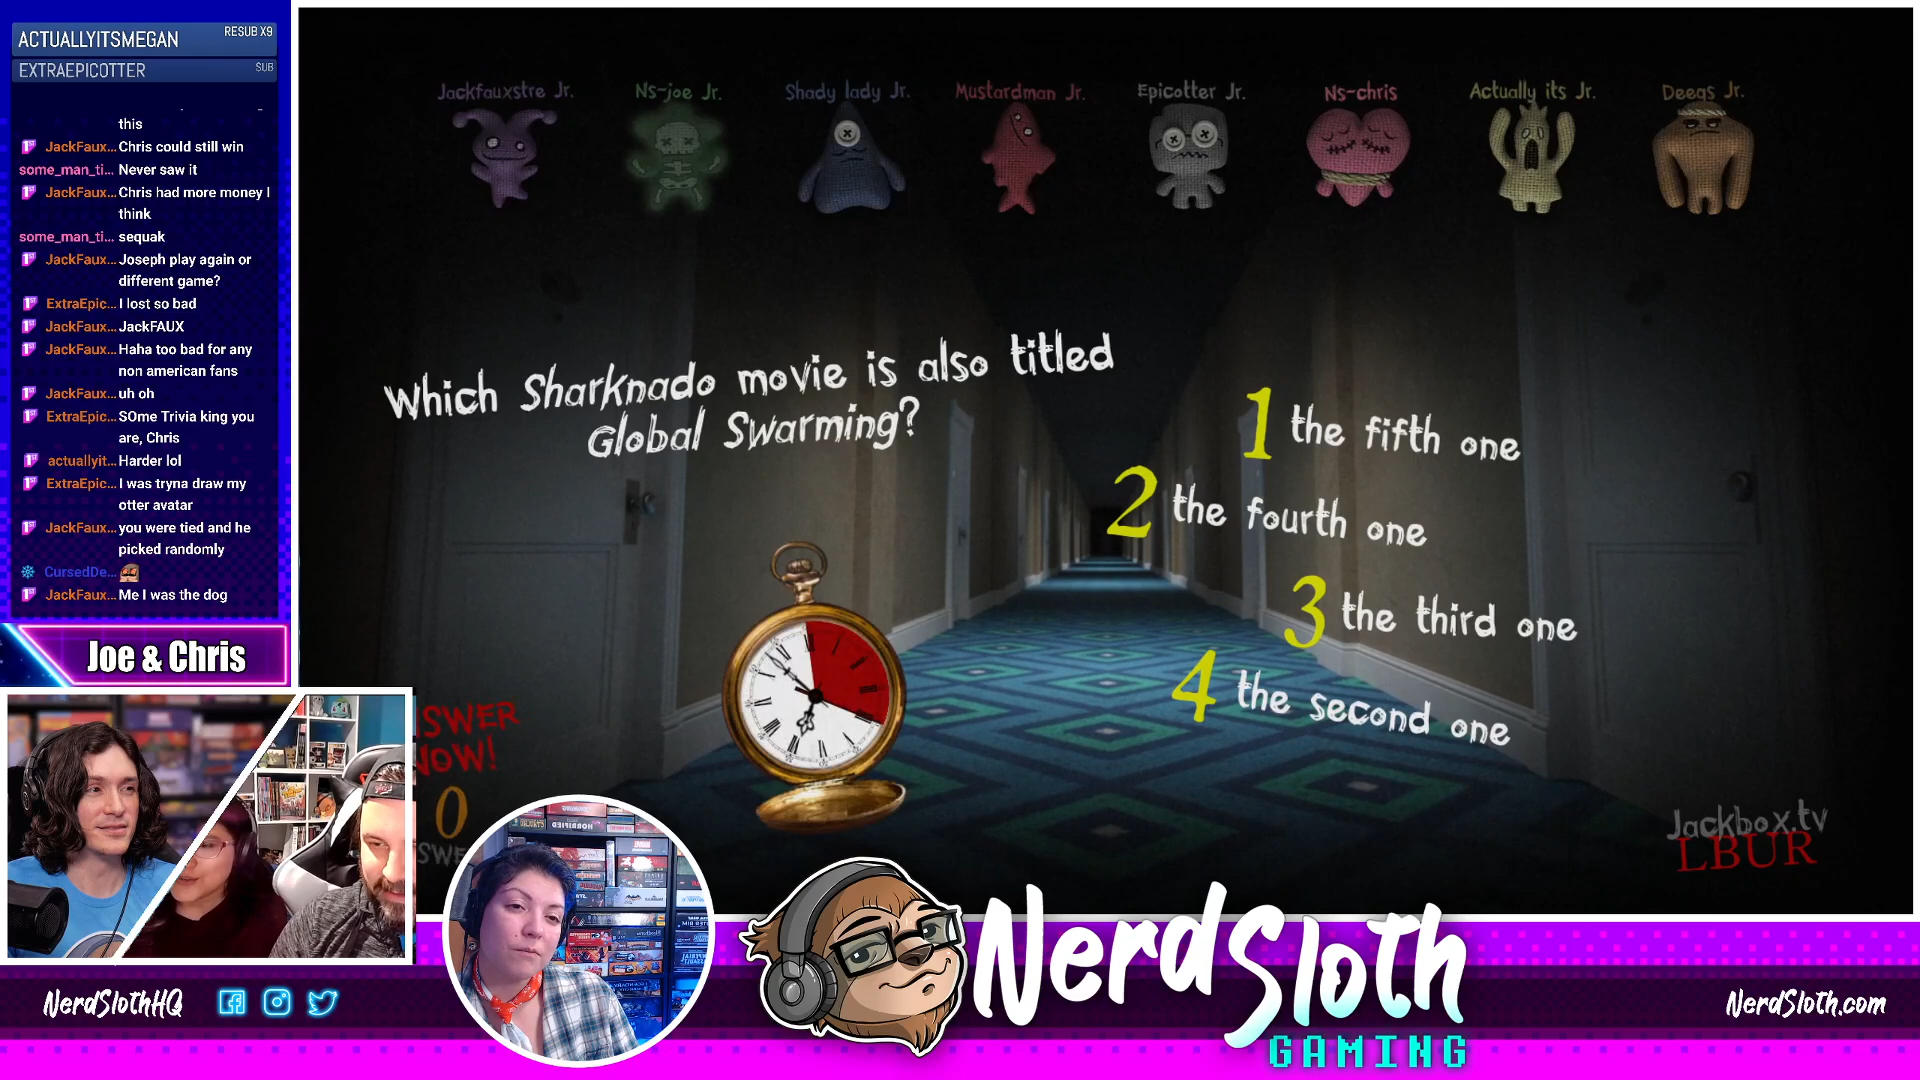 ACTUALLYITSMEGAN RESUB X9
EXTRAEPICOTTER SUB
this
JackFaux... Chris could still win
some_man_ti... Never saw it
JackFaux... Chris had more money I
think
some_man_ti... sequak
JackFaux... Joseph play again or
different game?
ExtraEpic... I lost so bad
JackFaux... JackFAUX
JackFaux... Haha too bad for any
non american fans
JackFaux... uh oh
ExtraEpic... SOme Trivia king you
are, Chris
actuallyit... Harder lol
ExtraEpic... I was tryna draw my
otter avatar
JackFaux... you were tied and he
picked randomly
CursedDe...
JackFaux... Me I was the dog
Joe & Chris
Jackfauxstre Jr.
Ns-joe Jr.
Shady lady Jr.
Mustardman Jr.
Epicotter Jr.
Ns-chris
Actually its Jr.
Deeqs Jr.
Which Sharknado movie is also titled
Global Swarming?
1 the fifth one
2 the fourth one
3 the third one
4 the second one
SWER
NOW!
0
SWE
Jackbox.tv
LBUR
HORRIFIED
NerdSlothHQ
NerdSloth
GAMING
NerdSloth.com